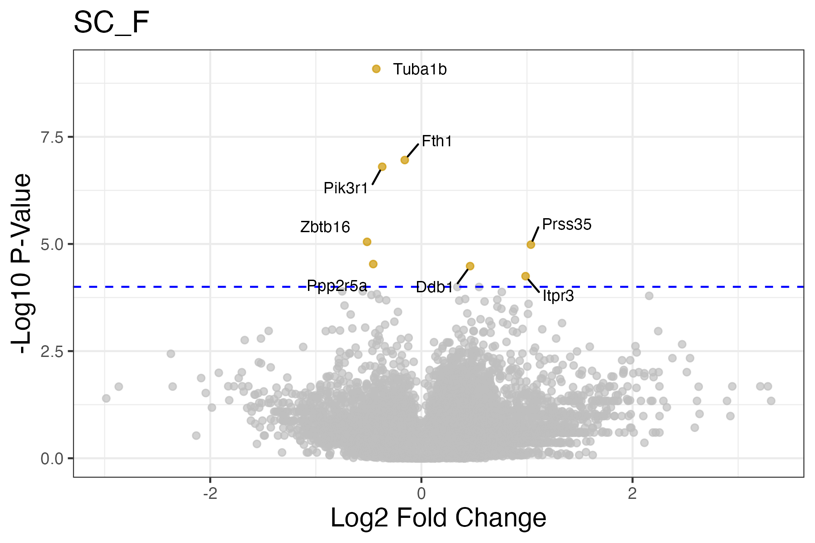 SC_F
Tuba1b
Fth1
Pik3r1
Zbtb16
Prss35
Ppp2r5a
Ddb1
Itpr3
7.5
5.0
2.5
0.0
-2
0
2
Log2 Fold Change
-Log10 P-Value